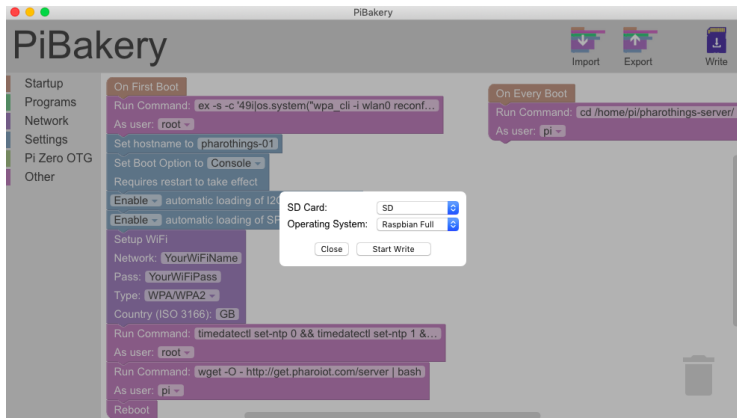 PiBakery
PiBakery
Import
Export
Write
Startup
Programs
Network
Settings
Pi Zero OTG
Other
On First Boot
Run Command: ex -s -c '49i|os.system("wpa_cli -i wlan0 reconf...
As user: root
Set hostname to pharothings-01
Set Boot Option to Console
Requires restart to take effect
Enable automatic loading of I2C
Enable automatic loading of SP
Setup WiFi
Network: YourWiFiName
Pass: YourWiFiPass
Type: WPA/WPA2
Country (ISO 3166): GB
Run Command: timedatectl set-ntp 0 && timedatectl set-ntp 1 &...
As user: root
Run Command: wget -O - http://get.pharoiot.com/server | bash
As user: pi
Reboot
On Every Boot
Run Command: cd /home/pi/pharothings-server/
As user: pi
SD Card: SD
Operating System: Raspbian Full
Close
Start Write